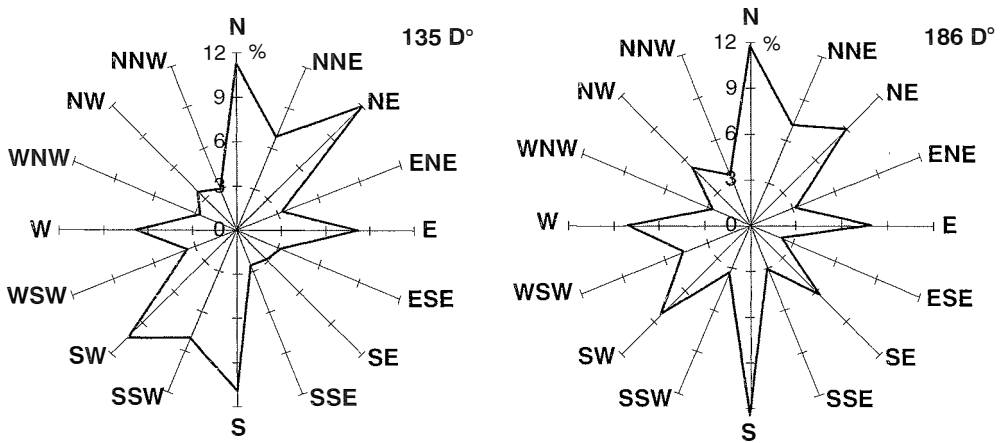 135 D°
N
12 %
NNW
NNE
NW
9
NE
6
WNW
ENE
3
W
0
E
WSW
ESE
SW
SE
SSW
SSE
S
186 D°
N
12 %
NNW
NNE
NW
9
NE
6
WNW
ENE
3
W
0
E
WSW
ESE
SW
SE
SSW
SSE
S